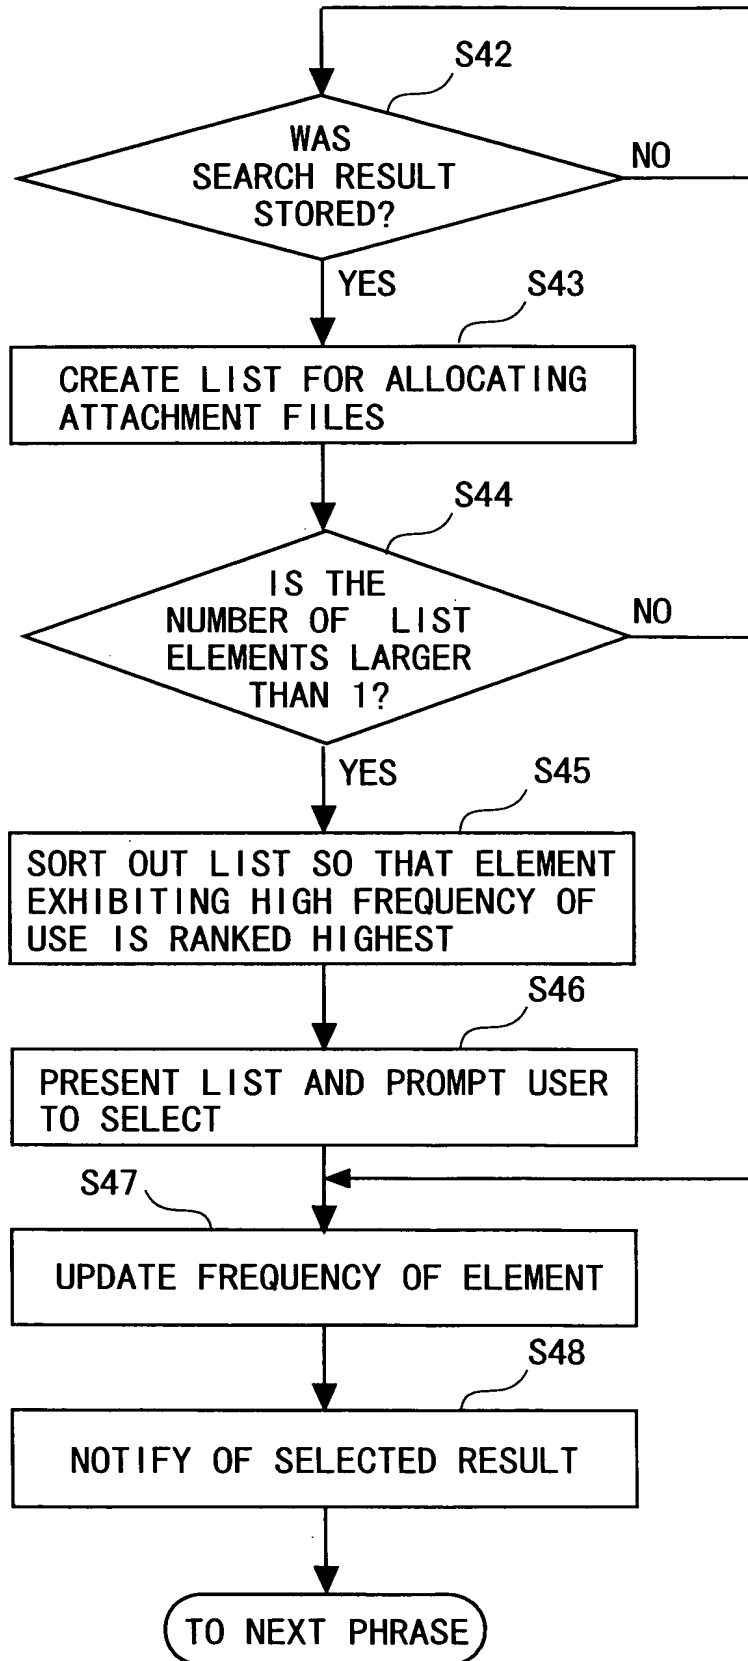 S42
WAS
SEARCH RESULT
STORED?
NO
YES
S43
CREATE LIST FOR ALLOCATING
ATTACHMENT FILES
S44
IS THE
NUMBER OF LIST
ELEMENTS LARGER
THAN 1?
NO
YES
S45
SORT OUT LIST SO THAT ELEMENT
EXHIBITING HIGH FREQUENCY OF
USE IS RANKED HIGHEST
S46
PRESENT LIST AND PROMPT USER
TO SELECT
S47
UPDATE FREQUENCY OF ELEMENT
S48
NOTIFY OF SELECTED RESULT
TO NEXT PHRASE